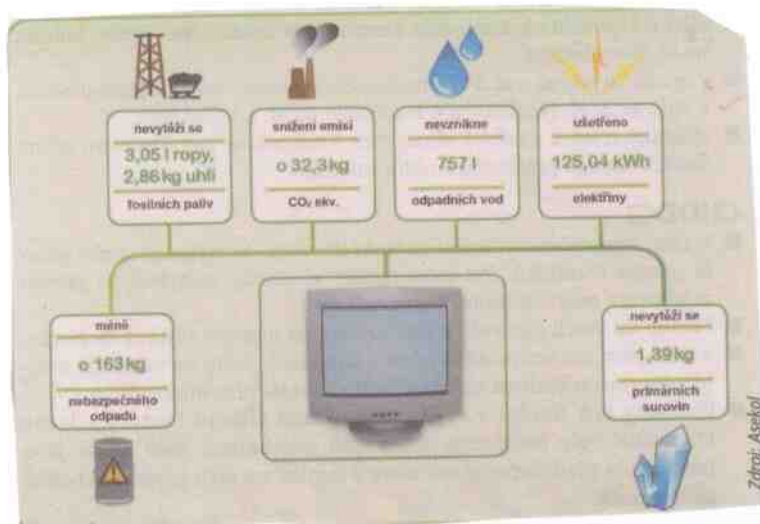 nevytěží se
3,05 l ropy,
2,86 kg uhlí
fosilních paliv
snížení emisí
o 32,3 kg
CO₂ ekv.
nevznikne
757 l
odpadních vod
ušetřeno
125,04 kWh
elektřiny
méně
o 163 kg
nebezpečného
odpadu
nevytěží se
1,39 kg
primárních
surovin
Zdroj: Asekol